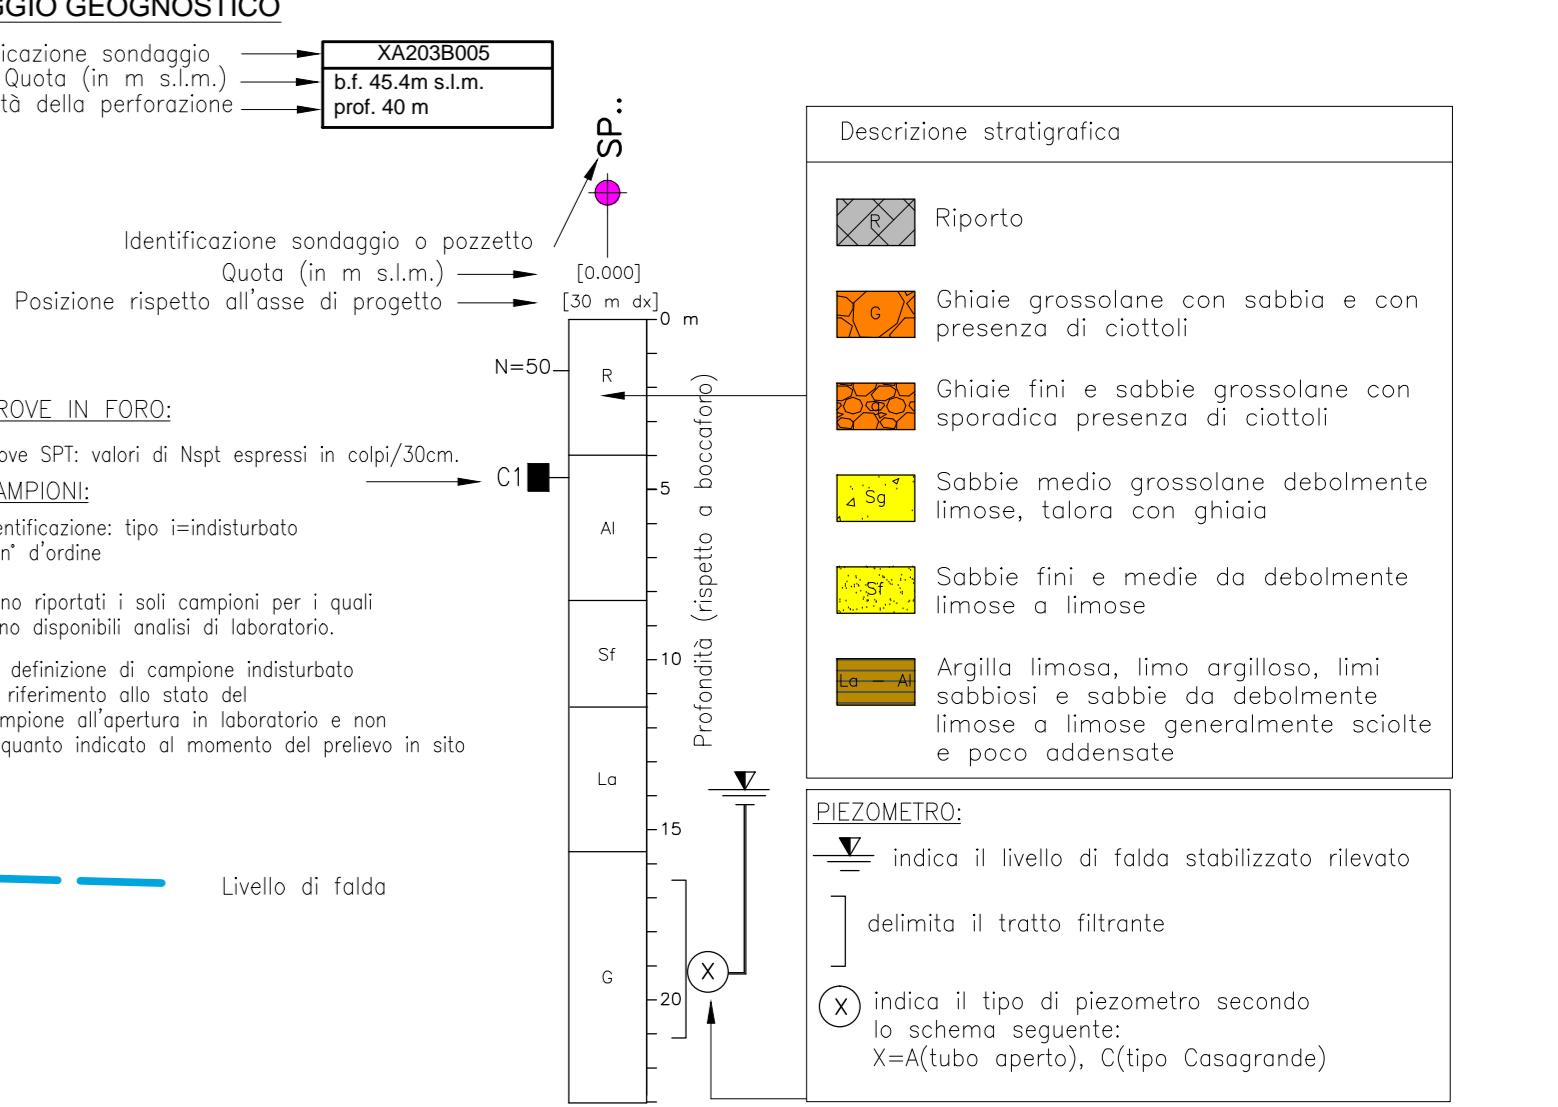 GGIO GEOGNOSTICO
icazione sondaggio
Quota (in m s.l.m.)
tà della perforazione
XA203B005
b.f. 45.4m s.l.m.
prof. 40 m
SP..
Identificazione sondaggio o pozzetto
Quota (in m s.l.m.)
Posizione rispetto all'asse di progetto
[0.000]
[30 m dx]
0 m
N=50
R
ROVE IN FORO:
ove SPT: valori di Nspt espressi in colpi/30cm.
AMPIONI:
C1
5
entificazione: tipo i=indisturbato
n° d'ordine
Al
no riportati i soli campioni per i quali
no disponibili analisi di laboratorio.
definizione di campione indisturbato
riferimento allo stato del
mpione all'apertura in laboratorio e non
quanto indicato al momento del prelievo in sito
Sf
10
Profondità (rispetto a boccaforo)
La
15
Livello di falda
G
20
X
Descrizione stratigrafica
R
Riporto
G
Ghiaie grossolane con sabbia e con
presenza di ciottoli
g
Ghiaie fini e sabbie grossolane con
sporadica presenza di ciottoli
Sg
Sabbie medio grossolane debolmente
limose, talora con ghiaia
Sf
Sabbie fini e medie da debolmente
limose a limose
La - Al
Argilla limosa, limo argilloso, limi
sabbiosi e sabbie da debolmente
limose a limose generalmente sciolte
e poco addensate
PIEZOMETRO:
indica il livello di falda stabilizzato rilevato
delimita il tratto filtrante
X
indica il tipo di piezometro secondo
lo schema seguente:
X=A(tubo aperto), C(tipo Casagrande)